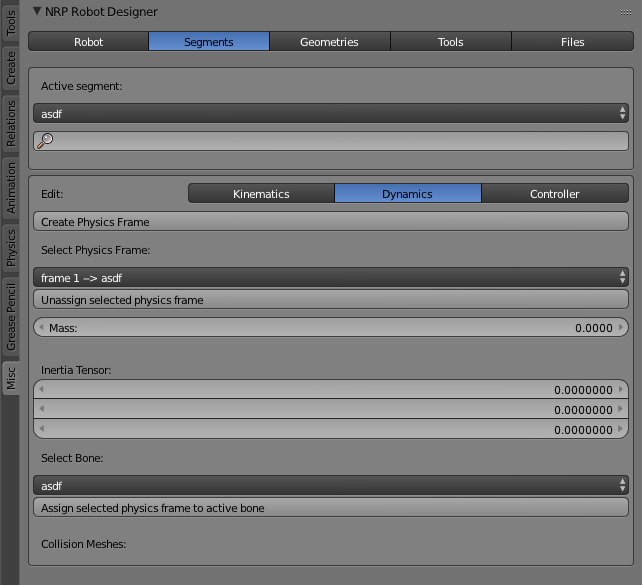 NRP Robot Designer
Robot Segments Geometries Tools Files
Active segment:
asdf
Edit: Kinematics Dynamics Controller
Create Physics Frame
Select Physics Frame:
frame 1 --> asdf
Unassign selected physics frame
Mass: 0.0000
Inertia Tensor:
0.0000000
0.0000000
0.0000000
Select Bone:
asdf
Assign selected physics frame to active bone
Collision Meshes:
Tools
Create
Relations
Animation
Physics
Grease Pencil
Misc